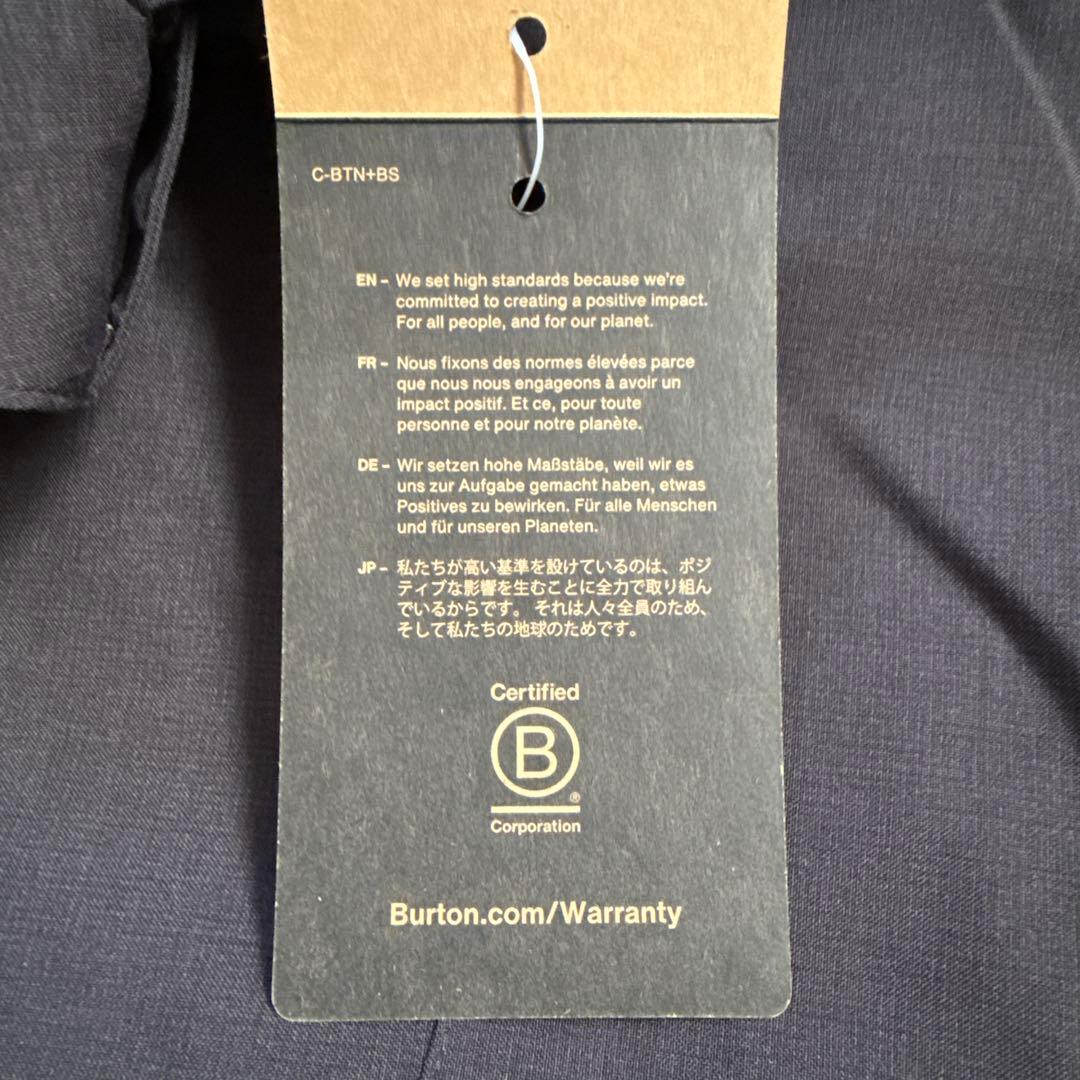 C-BTN+BS
EN – We set high standards because we're
committed to creating a positive impact.
For all people, and for our planet.
FR – Nous fixons des normes élevées parce
que nous nous engageons à avoir un
impact positif. Et ce, pour toute
personne et pour notre planète.
DE – Wir setzen hohe Maßstäbe, weil wir es
uns zur Aufgabe gemacht haben, etwas
Positives zu bewirken. Für alle Menschen
und für unseren Planeten.
JP – 私たちが高い基準を設けているのは、ポジ
ティブな影響を生むことに全力で取り組ん
でいるからです。 それは人々全員のため、
そして私たちの地球のためです。
Certified
B
®
Corporation
Burton.com/Warranty